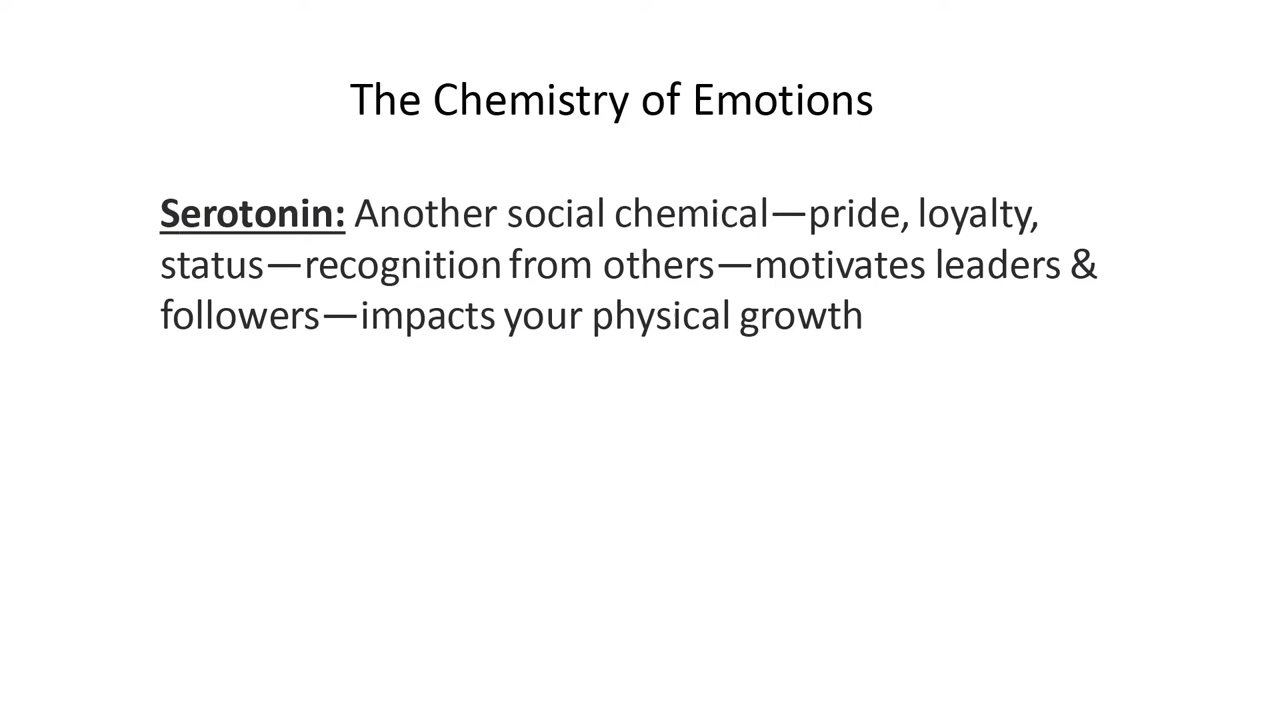 The Chemistry of Emotions
Serotonin: Another social chemical—pride, loyalty,
status—recognition from others—motivates leaders &
followers—impacts your physical growth